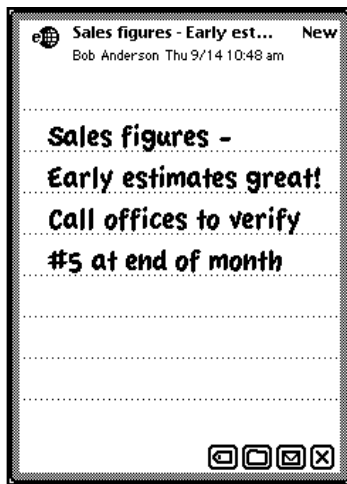 Sales figures - Early est... New
Bob Anderson Thu 9/14 10:48 am
Sales figures -
Early estimates great!
Call offices to verify
#5 at end of month